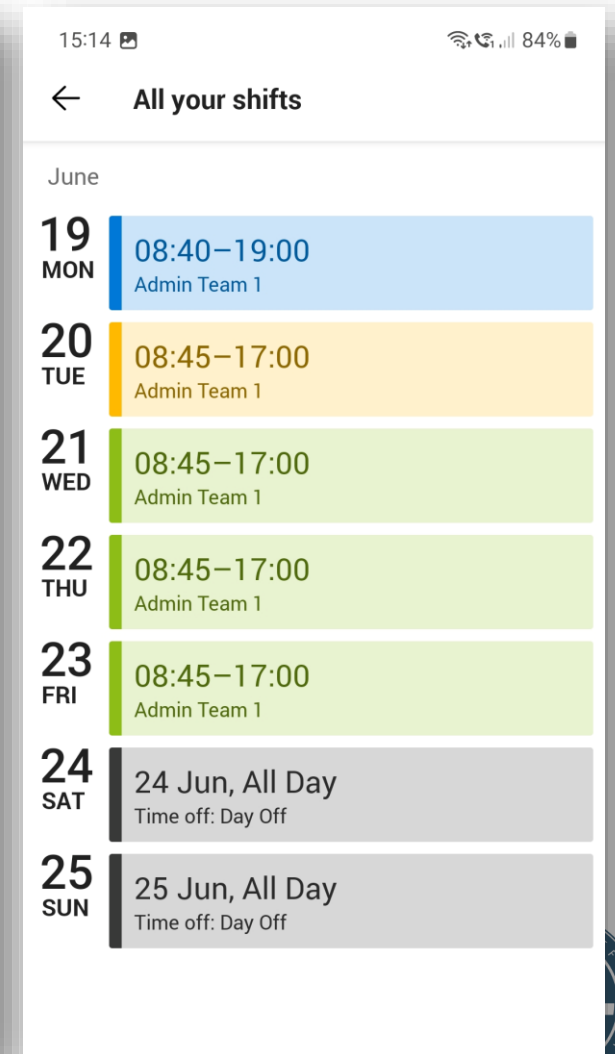 15:14 84%
All your shifts
June
19
MON
08:40–19:00
Admin Team 1
20
TUE
08:45–17:00
Admin Team 1
21
WED
08:45–17:00
Admin Team 1
22
THU
08:45–17:00
Admin Team 1
23
FRI
08:45–17:00
Admin Team 1
24
SAT
24 Jun, All Day
Time off: Day Off
25
SUN
25 Jun, All Day
Time off: Day Off